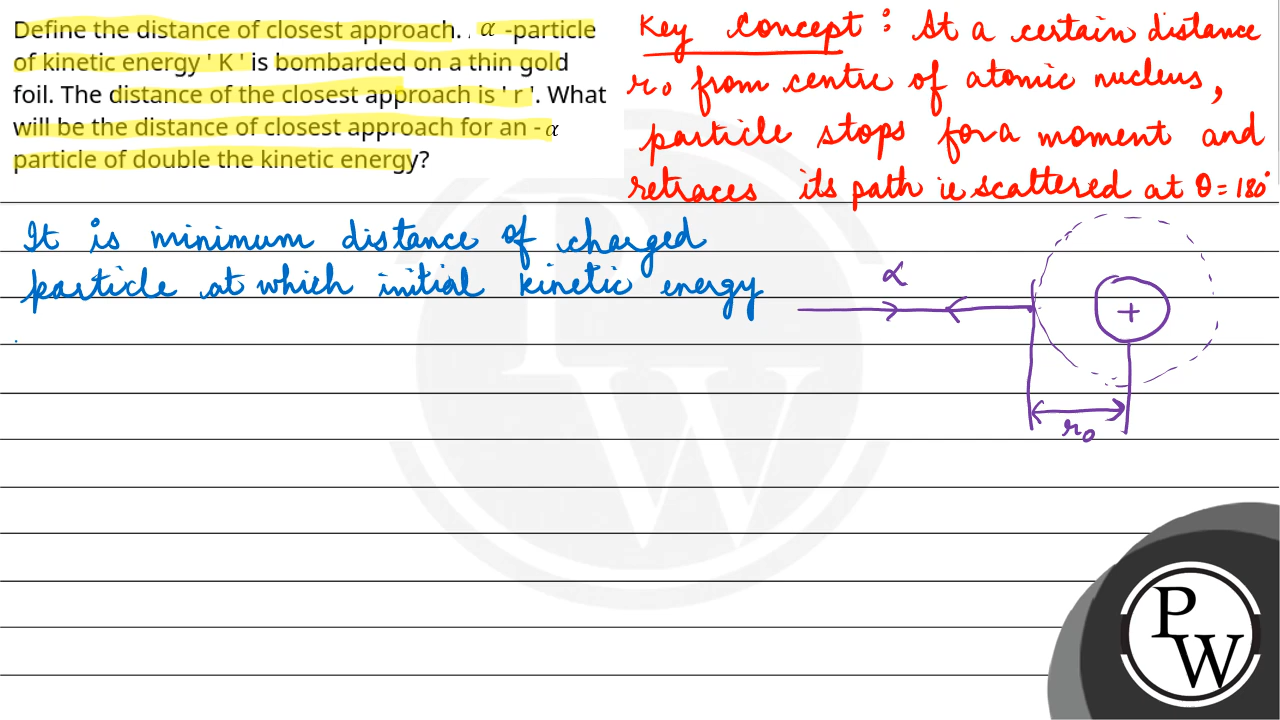 Define the distance of closest approach. . α -particle
of kinetic energy ' K ' is bombarded on a thin gold
foil. The distance of the closest approach is ' r '. What
will be the distance of closest approach for an - α
particle of double the kinetic energy?
Key concept : At a certain distance
r₀ from centre of atomic nucleus,
particle stops for a moment and
retraces its path ie scattered at θ = 180°
It is minimum distance of charged
particle at which initial kinetic energy
α
+
r₀
P
W
PW